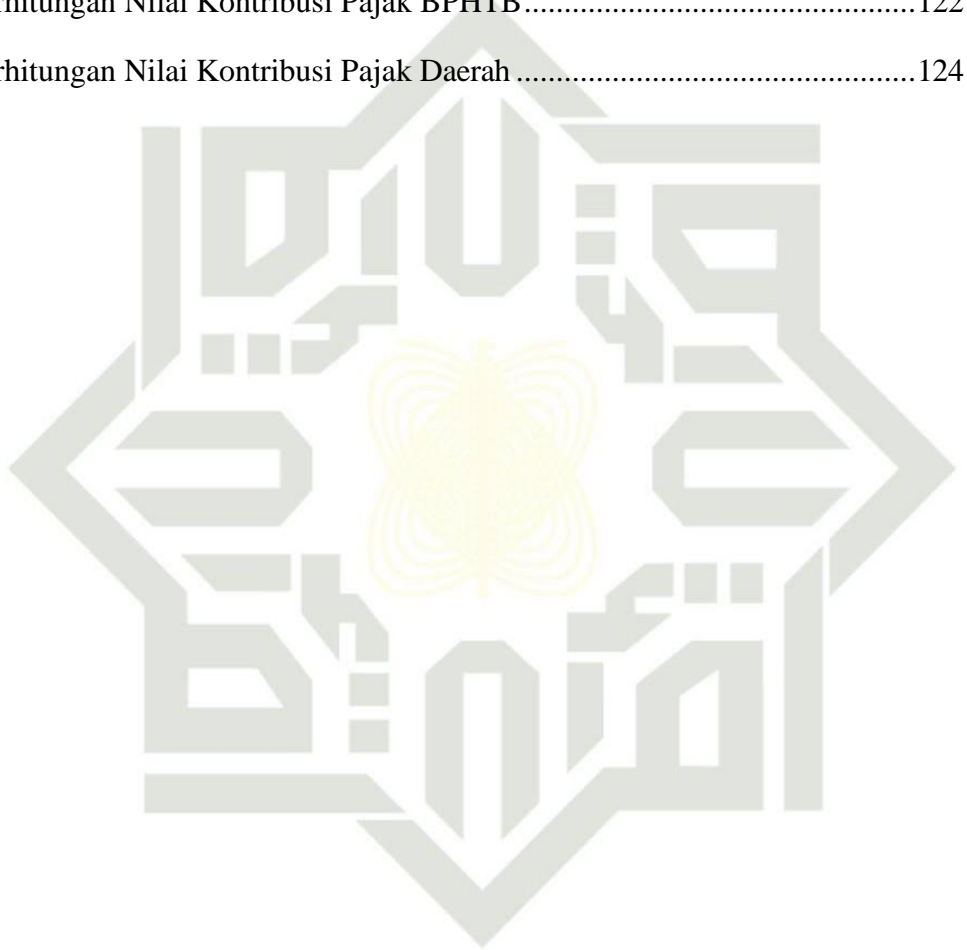 rhitungan Nilai Kontribusi Pajak BPHTB................................................122
rhitungan Nilai Kontribusi Pajak Daerah.................................................124